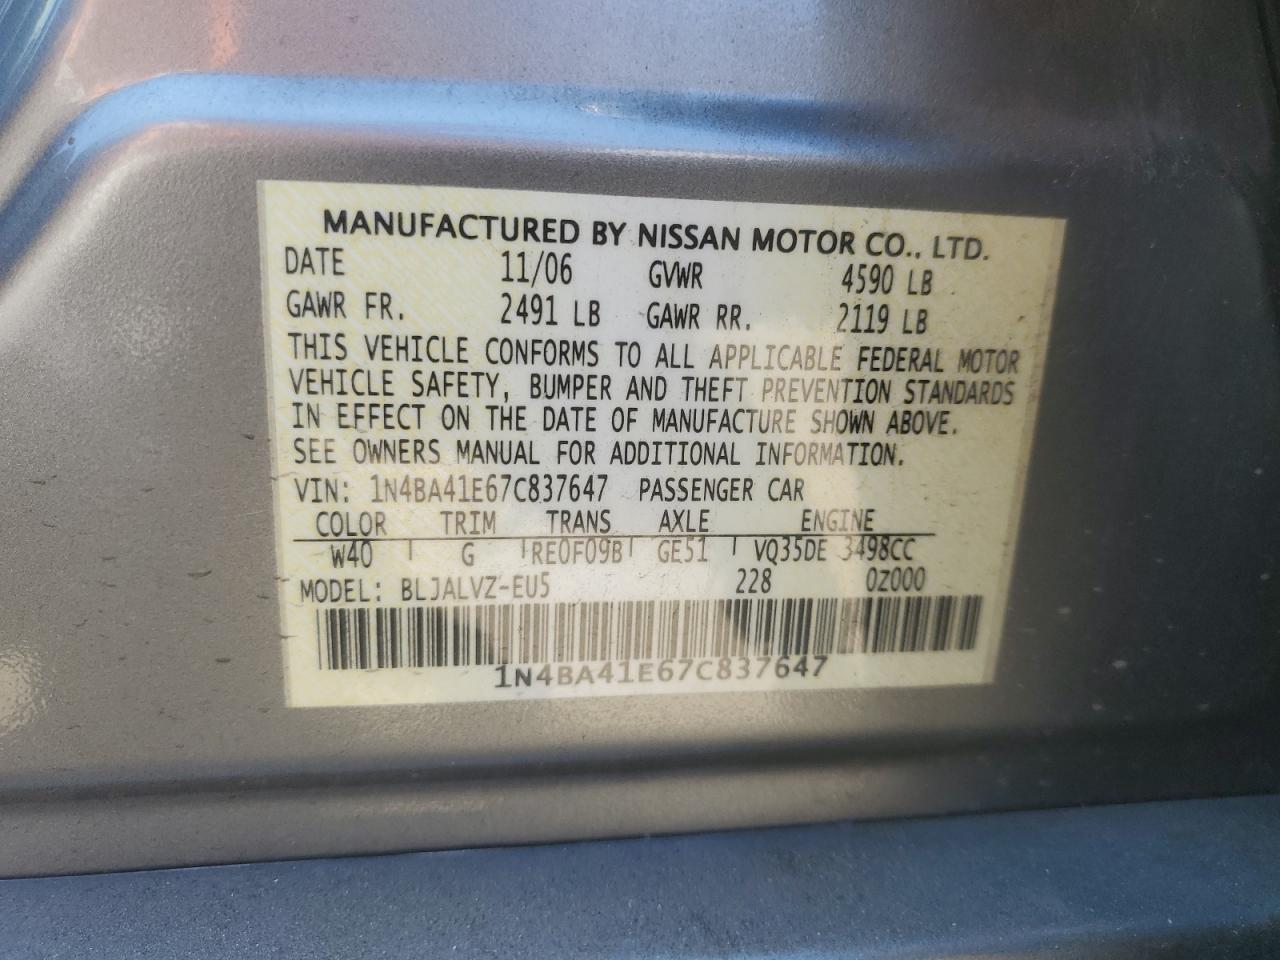 MANUFACTURED BY NISSAN MOTOR CO., LTD.
DATE 11/06 GVWR 4590 LB
GAWR FR. 2491 LB GAWR RR. 2119 LB
THIS VEHICLE CONFORMS TO ALL APPLICABLE FEDERAL MOTOR
VEHICLE SAFETY, BUMPER AND THEFT PREVENTION STANDARDS
IN EFFECT ON THE DATE OF MANUFACTURE SHOWN ABOVE.
SEE OWNERS MANUAL FOR ADDITIONAL INFORMATION.
VIN: 1N4BA41E67C837647 PASSENGER CAR
COLOR TRIM TRANS AXLE ENGINE
W40 G RE0F09B GE51 VQ35DE 3498CC
MODEL: BLJALVZ-EU5 228 0Z000
1N4BA41E67C837647